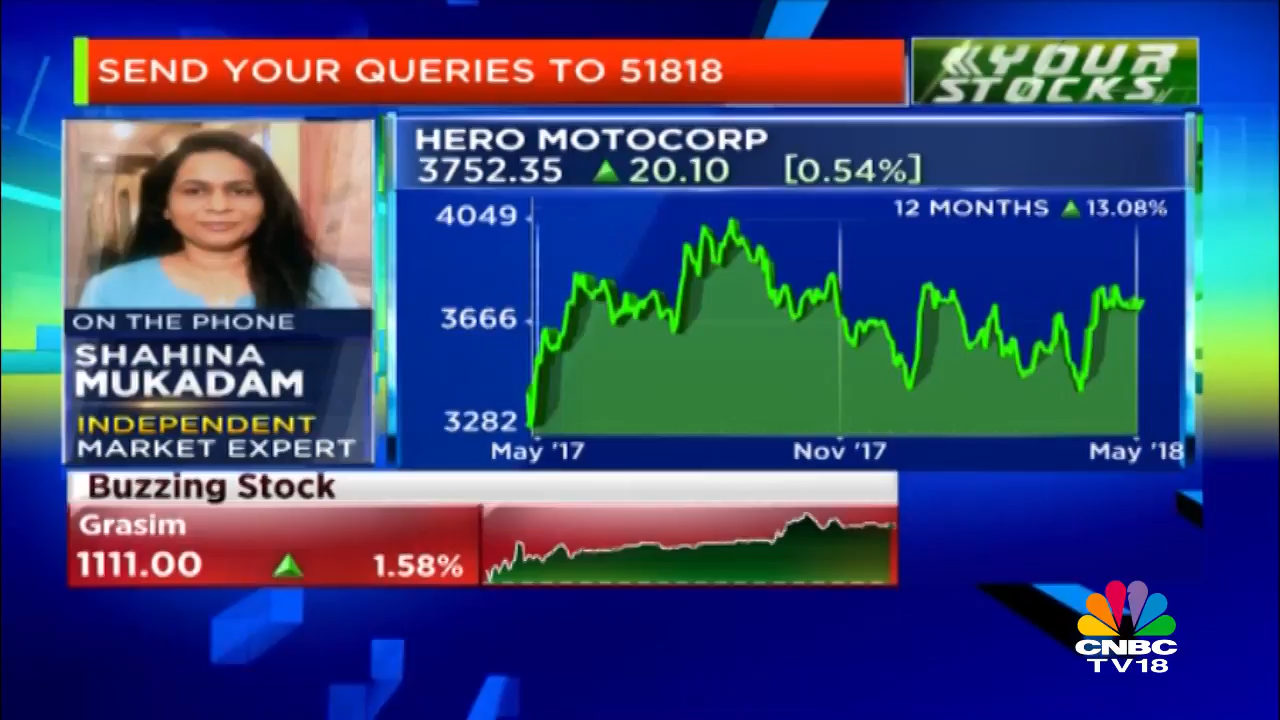 SEND YOUR QUERIES TO 51818
YOUR
STOCKS
HERO MOTOCORP
3752.35 ▲ 20.10 [0.54%]
12 MONTHS ▲ 13.08%
4049
3666
3282
May '17 Nov '17 May '18
ON THE PHONE
SHAHINA
MUKADAM
INDEPENDENT
MARKET EXPERT
Buzzing Stock
Grasim
1111.00 ▲ 1.58%
CNBC
TV18